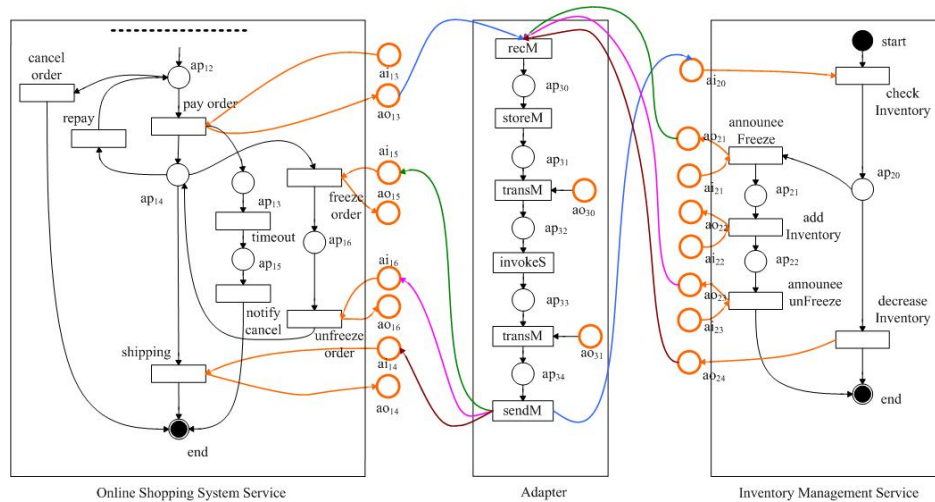 cancel
order
ap12
pay order
repay
ap14
ap13
timeout
ap15
notify
cancel
shipping
end
freeze
order
ap16
unfreeze
order
ai13
ao13
ai15
ao15
ai16
ao16
ai14
ao14
Online Shopping System Service
recM
ap30
storeM
ap31
transM
ao30
ap32
invokeS
ap33
transM
ao31
ap34
sendM
Adapter
start
ai20
check
Inventory
ao21
announee
Freeze
ai21
ap21
ap20
ao22
add
Inventory
ai22
ap22
ao23
announee
unFreeze
ai23
decrease
Inventory
ao24
end
Inventory Management Service